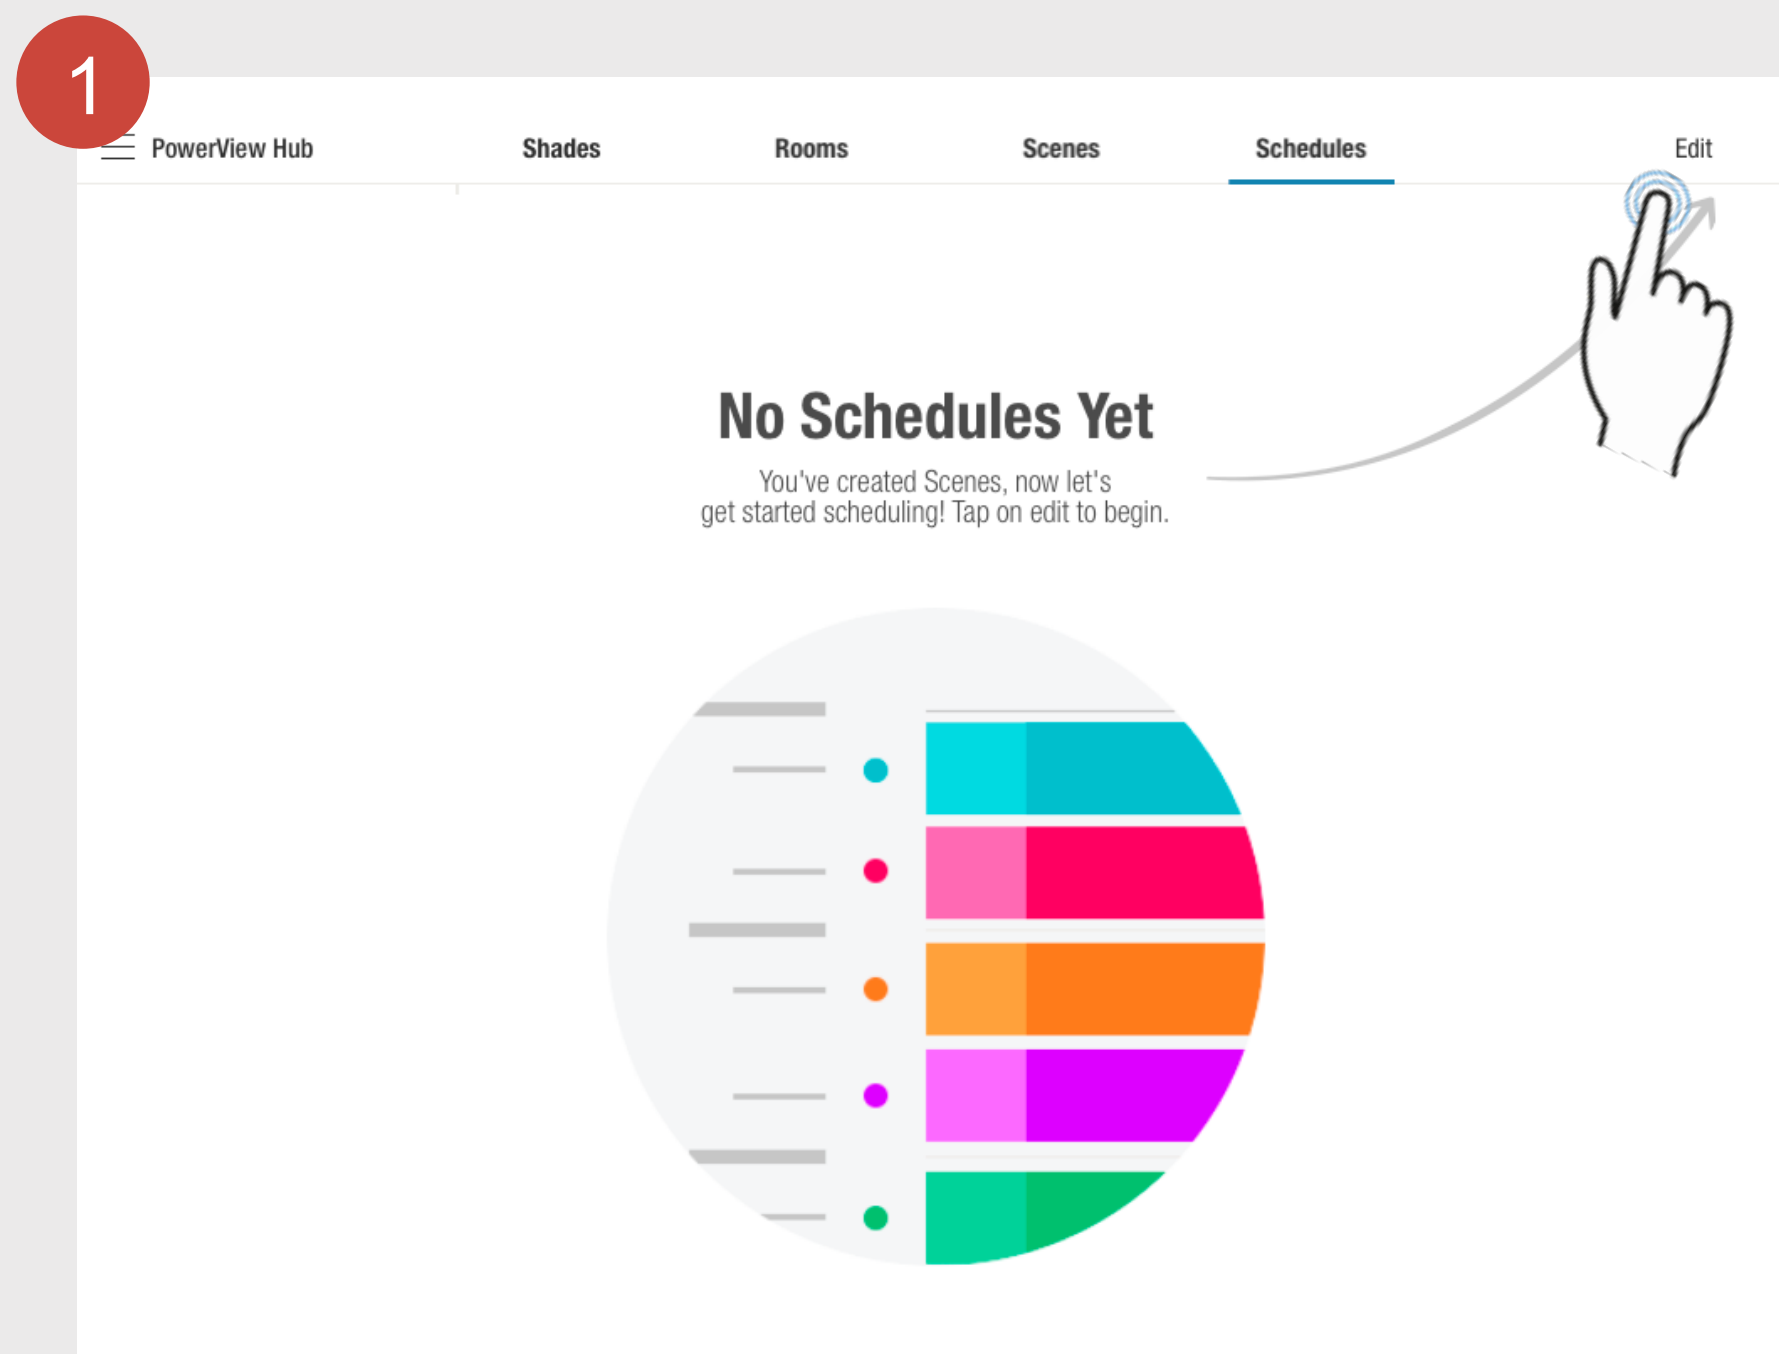 1
PowerView Hub Shades Rooms Scenes Schedules Edit
No Schedules Yet
You've created Scenes, now let's
get started scheduling! Tap on edit to begin.